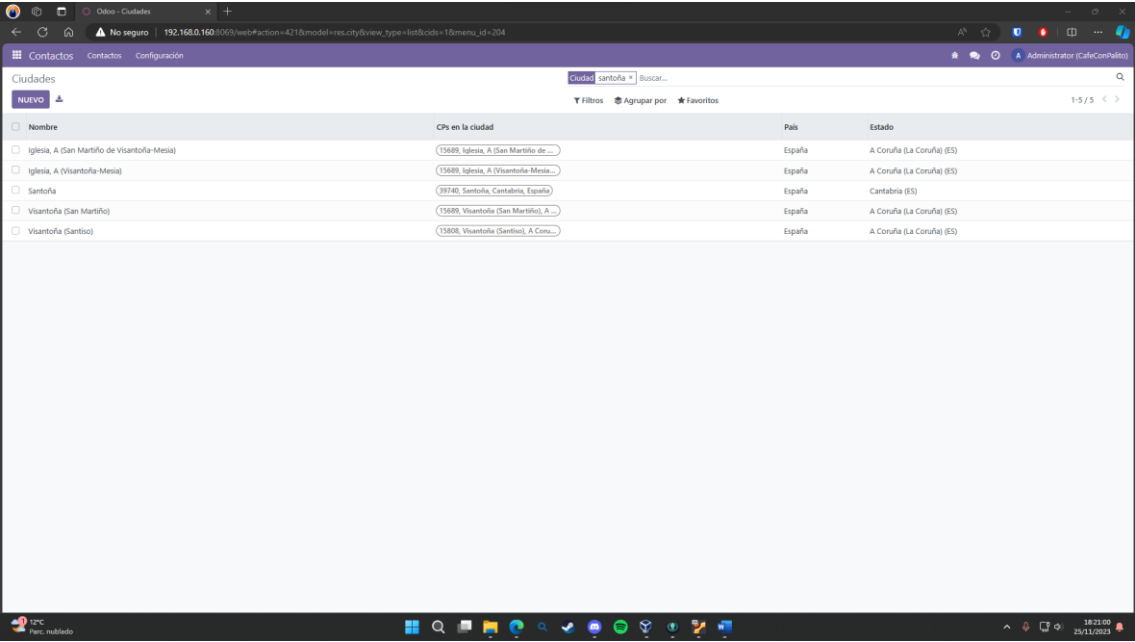 Odoo - Ciudades
No seguro | 192.168.0.160:8069/web#action=421&model=res.city&view_type=list&cids=1&menu_id=204
Contactos Contactos Configuración A Administrator (CafeConPalito)
Ciudades Ciudad santoña × Buscar...
NUEVO Filtros Agrupar por Favoritos 1-5 / 5
Nombre CPs en la ciudad País Estado
Iglesia, A (San Martiño de Visantoña-Mesia) 15689, Iglesia, A (San Martiño de ... España A Coruña (La Coruña) (ES)
Iglesia, A (Visantoña-Mesia) 15689, Iglesia, A (Visantoña-Mesia... España A Coruña (La Coruña) (ES)
Santoña 39740, Santoña, Cantabria, España España Cantabria (ES)
Visantoña (San Martiño) 15689, Visantoña (San Martiño), A ... España A Coruña (La Coruña) (ES)
Visantoña (Santiso) 15808, Visantoña (Santiso), A Coru... España A Coruña (La Coruña) (ES)
12°C 18:21:00
Parc. nublado 25/11/2023